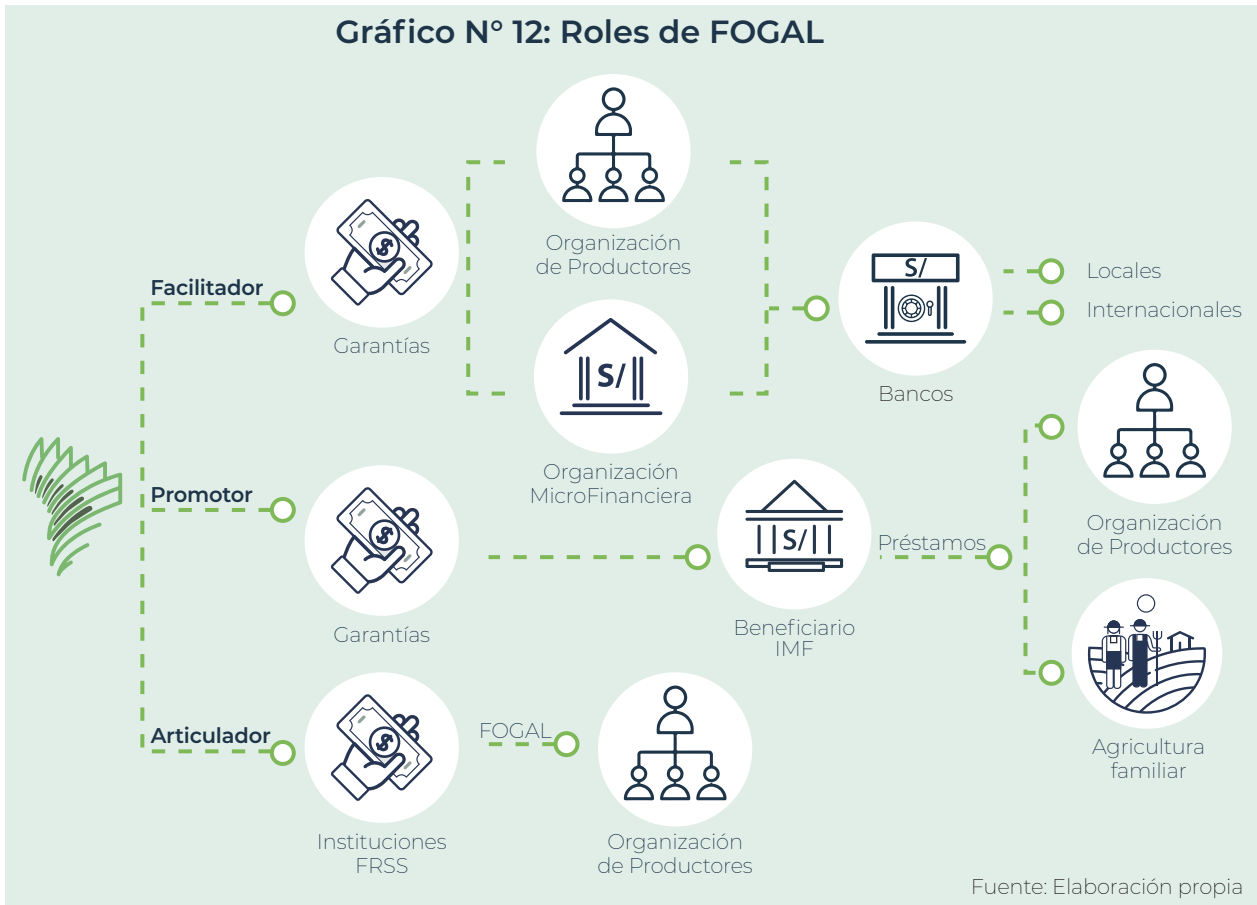 Gráfico N° 12: Roles de FOGAL
Facilitador
Garantías
Organización
de Productores
Organización
MicroFinanciera
S/
S/
Bancos
Locales
Internacionales
Promotor
Garantías
S/
Beneficiario
IMF
Préstamos
Organización
de Productores
Agricultura
familiar
Articulador
Instituciones
FRSS
FOGAL
Organización
de Productores
Fuente: Elaboración propia